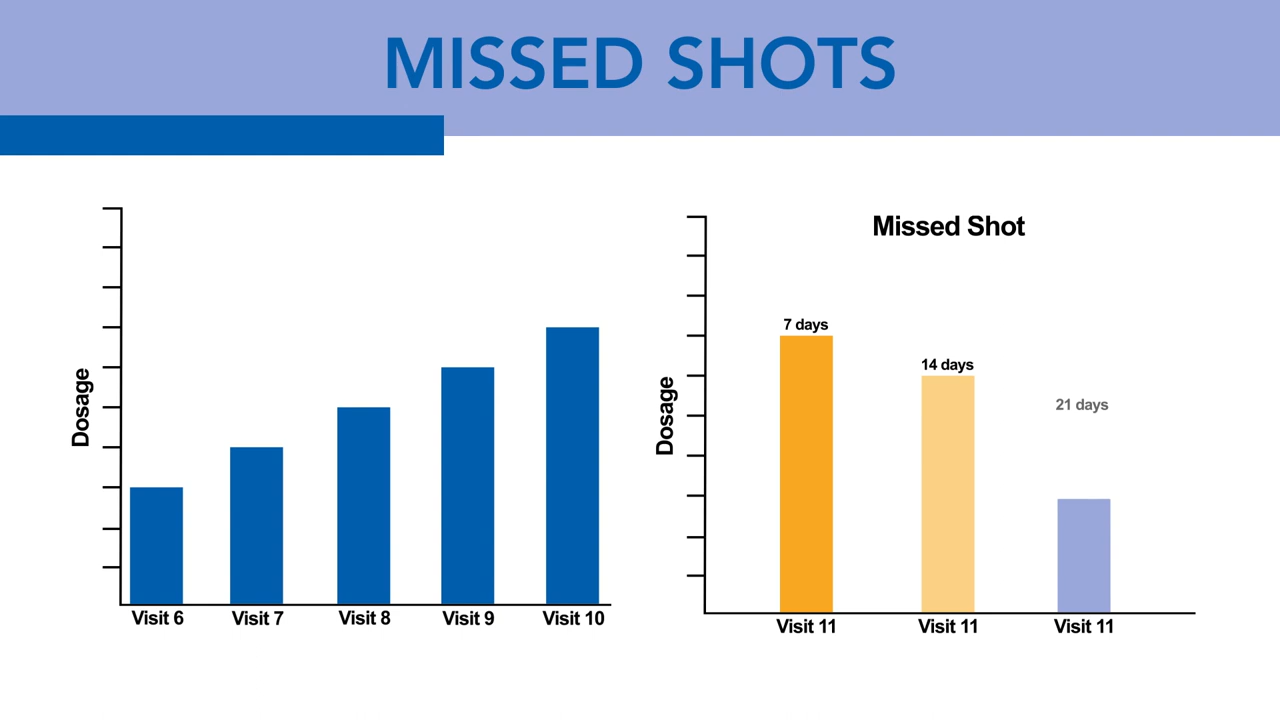 MISSED SHOTS
Dosage
Visit 6
Visit 7
Visit 8
Visit 9
Visit 10
Missed Shot
Dosage
7 days
14 days
21 days
Visit 11
Visit 11
Visit 11